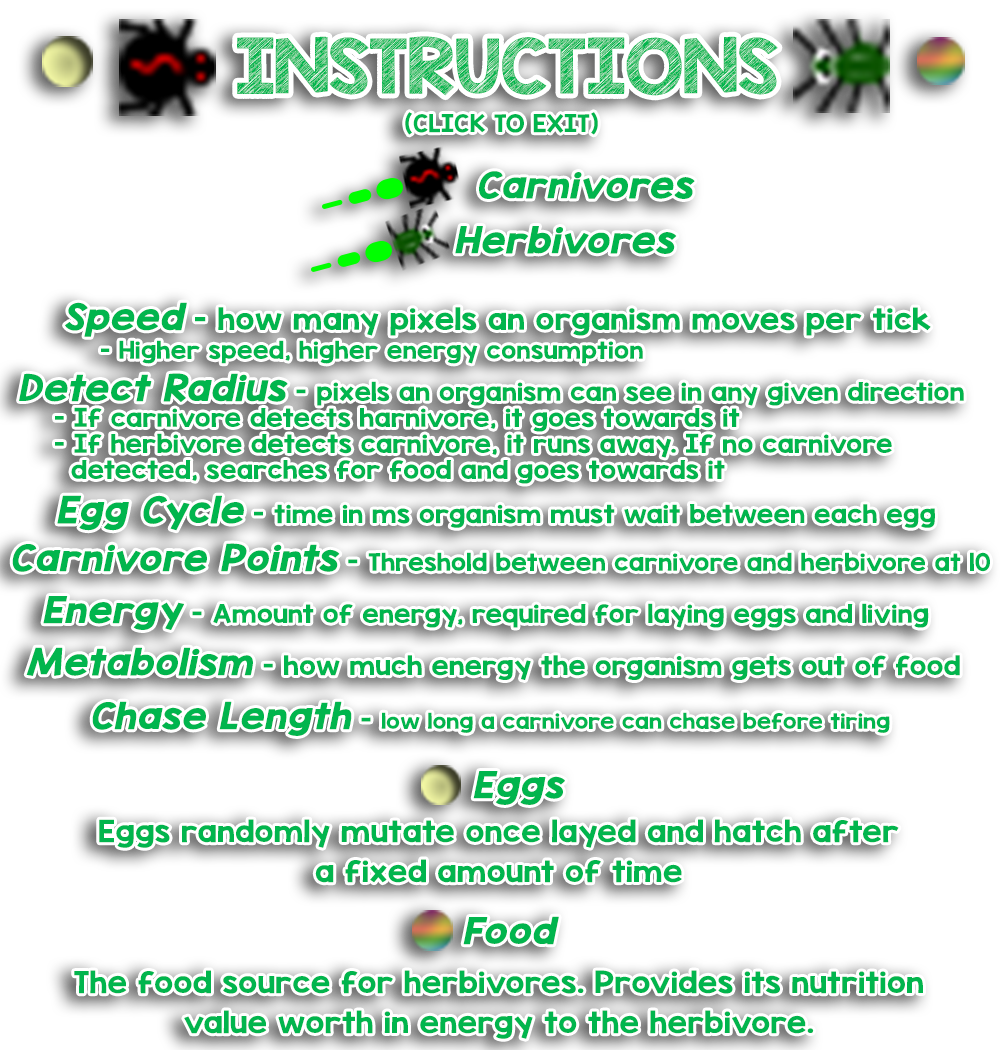 INSTRUCTIONS
(CLICK TO EXIT)
Carnivores
Herbivores
Speed - how many pixels an organism moves per tick
- Higher speed, higher energy consumption
Detect Radius - pixels an organism can see in any given direction
- If carnivore detects harnivore, it goes towards it
- If herbivore detects carnivore, it runs away. If no carnivore
detected, searches for food and goes towards it
Egg Cycle - time in ms organism must wait between each egg
Carnivore Points - Threshold between carnivore and herbivore at 10
Energy - Amount of energy, required for laying eggs and living
Metabolism - how much energy the organism gets out of food
Chase Length - low long a carnivore can chase before tiring
Eggs
Eggs randomly mutate once layed and hatch after
a fixed amount of time
Food
The food source for herbivores. Provides its nutrition
value worth in energy to the herbivore.